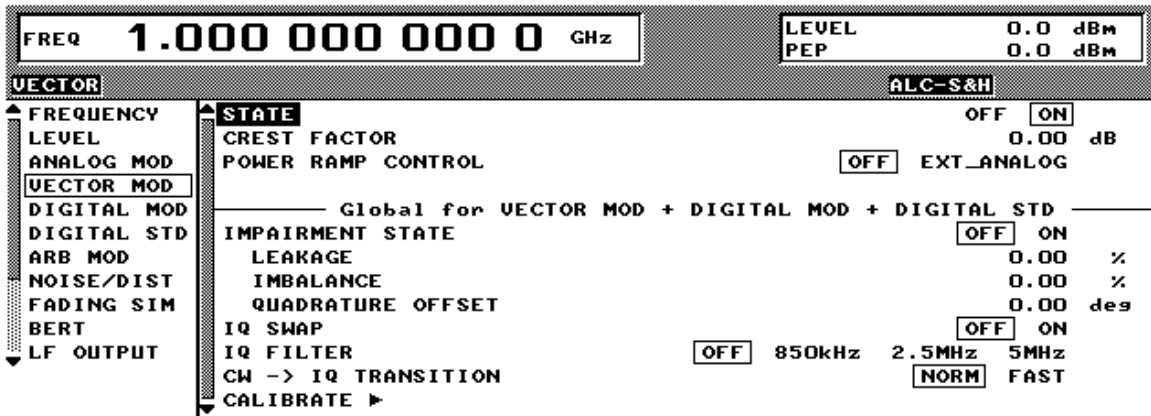 FREQ 1.000 000 000 0 GHz
LEVEL 0.0 dBm
PEP 0.0 dBm
VECTOR
ALC-S&H
FREQUENCY
LEVEL
ANALOG MOD
VECTOR MOD
DIGITAL MOD
DIGITAL STD
ARB MOD
NOISE/DIST
FADING SIM
BERT
LF OUTPUT
STATE OFF ON
CREST FACTOR 0.00 dB
POWER RAMP CONTROL OFF EXT_ANALOG
Global for VECTOR MOD + DIGITAL MOD + DIGITAL STD
IMPAIRMENT STATE OFF ON
LEAKAGE 0.00 %
IMBALANCE 0.00 %
QUADRATURE OFFSET 0.00 deg
IQ SWAP OFF ON
IQ FILTER OFF 850kHz 2.5MHz 5MHz
CW -> IQ TRANSITION NORM FAST
CALIBRATE ►